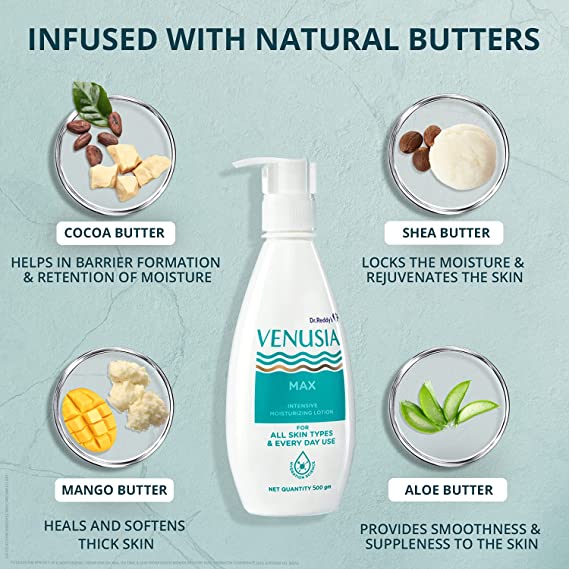 INFUSED WITH NATURAL BUTTERS
COCOA BUTTER
HELPS IN BARRIER FORMATION
& RETENTION OF MOISTURE
SHEA BUTTER
LOCKS THE MOISTURE &
REJUVENATES THE SKIN
Dr.Reddy's
VENUSIA
MAX
INTENSIVE
MOISTURIZING LOTION
FOR
ALL SKIN TYPES
& EVERY DAY USE
NET QUANTITY 500 gm
MANGO BUTTER
HEALS AND SOFTENS
THICK SKIN
ALOE BUTTER
PROVIDES SMOOTHNESS &
SUPPLENESS TO THE SKIN